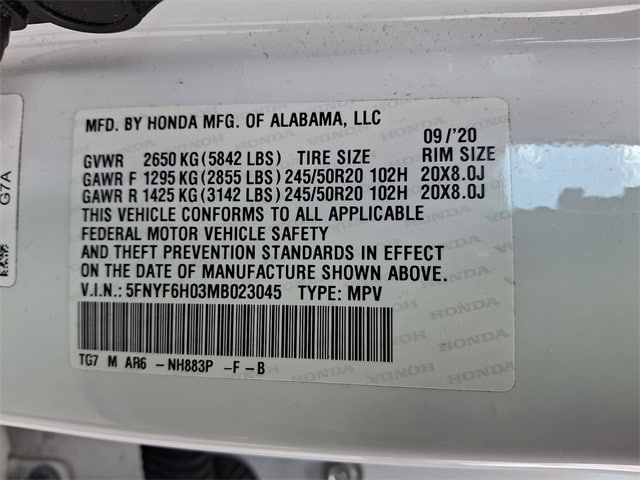 MFD. BY HONDA MFG. OF ALABAMA, LLC
09/'20
GVWR 2650 KG (5842 LBS) TIRE SIZE RIM SIZE
GAWR F 1295 KG (2855 LBS) 245/50R20 102H 20X8.0J
GAWR R 1425 KG (3142 LBS) 245/50R20 102H 20X8.0J
THIS VEHICLE CONFORMS TO ALL APPLICABLE
FEDERAL MOTOR VEHICLE SAFETY
AND THEFT PREVENTION STANDARDS IN EFFECT
ON THE DATE OF MANUFACTURE SHOWN ABOVE.
V.I.N.: 5FNYF6H03MB023045 TYPE: MPV
TG7 M AR6 -NH883P -F -B
G7A